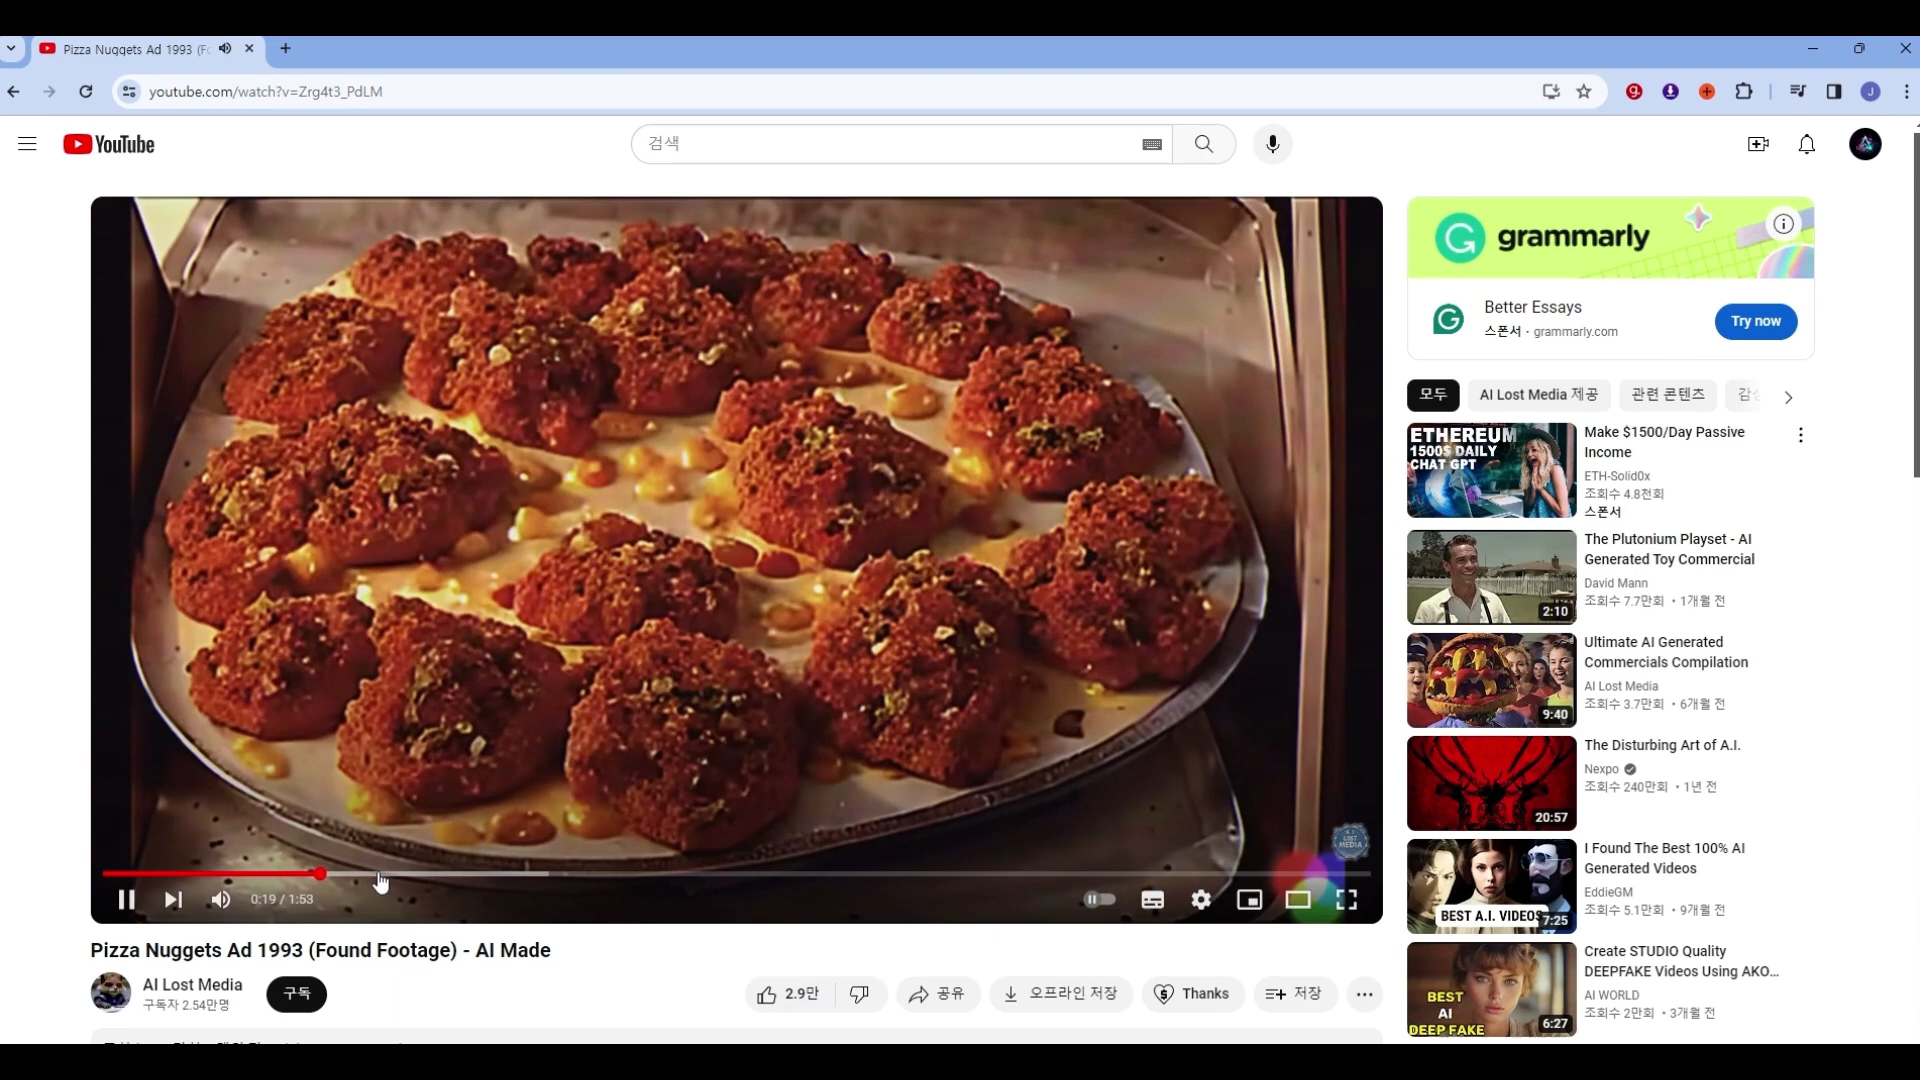 Pizza Nuggets Ad 1993 (Fo
youtube.com/watch?v=Zrg4t3_PdLM
J
YouTube
검색
A.I
LOST
MEDIA
0:19 / 1:53
Pizza Nuggets Ad 1993 (Found Footage) - AI Made
AI Lost Media
구독자 2.54만명
구독
2.9만
공유
오프라인 저장
Thanks
저장
grammarly
Better Essays
스폰서 · grammarly.com
Try now
모두
AI Lost Media 제공
관련 콘텐츠
ETHEREUM
1500$ DAILY
CHAT GPT
Make $1500/Day Passive
Income
ETH-Solid0x
조회수 4.8천회
스폰서
2:10
The Plutonium Playset - AI
Generated Toy Commercial
David Mann
조회수 7.7만회 · 1개월 전
9:40
Ultimate AI Generated
Commercials Compilation
AI Lost Media
조회수 3.7만회 · 6개월 전
20:57
The Disturbing Art of A.I.
Nexpo
조회수 240만회 · 1년 전
BEST A.I. VIDEOS
7:25
I Found The Best 100% AI
Generated Videos
EddieGM
조회수 5.1만회 · 9개월 전
BEST
AI
DEEP FAKE
6:27
Create STUDIO Quality
DEEPFAKE Videos Using AKO...
AI WORLD
조회수 2만회 · 3개월 전